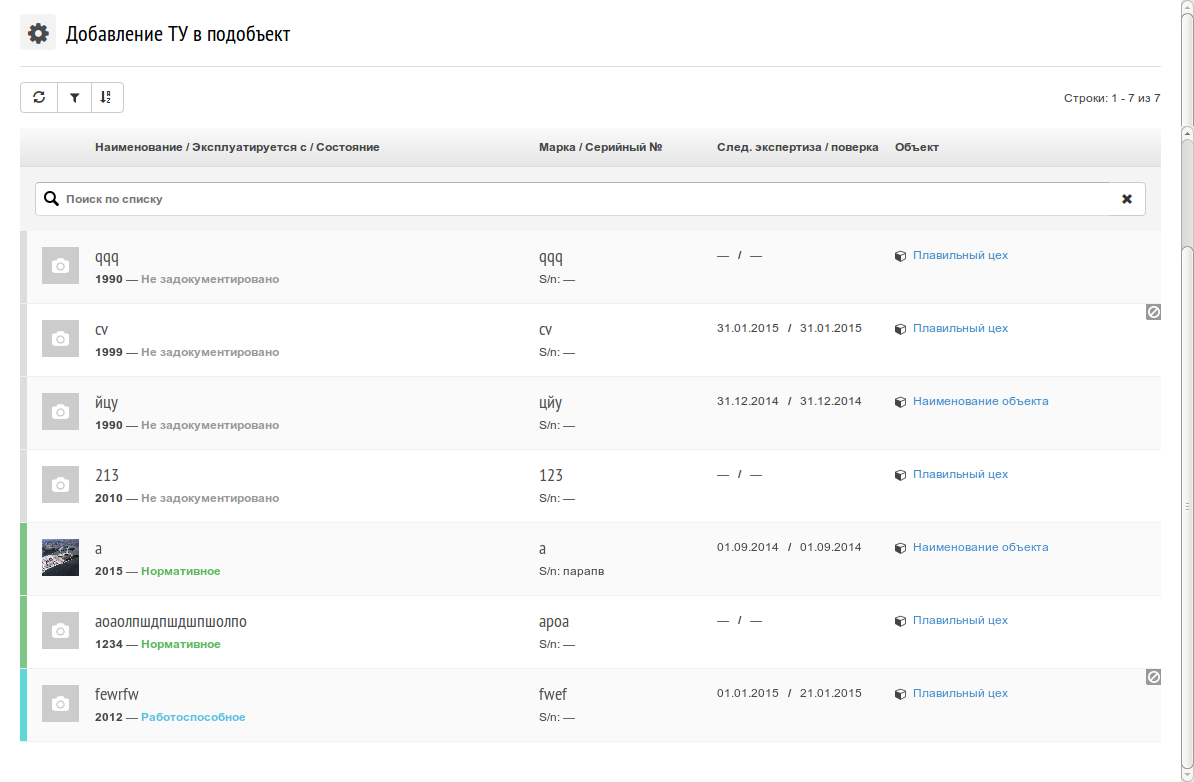 Добавление ТУ в подобъект
Строки: 1 - 7 из 7
Наименование / Эксплуатируется с / Состояние Марка / Серийный № След. экспертиза / поверка Объект
Поиск по списку
qqq qqq — / — Плавильный цех
1990 — Не задокументировано S/n: —
cv cv 31.01.2015 / 31.01.2015 Плавильный цех
1999 — Не задокументировано S/n: —
йцу цйу 31.12.2014 / 31.12.2014 Наименование объекта
1990 — Не задокументировано S/n: —
213 123 — / — Плавильный цех
2010 — Не задокументировано S/n: —
а а 01.09.2014 / 01.09.2014 Наименование объекта
2015 — Нормативное S/n: парапв
аоаолпшдпшдшпшолпо ароа — / — Плавильный цех
1234 — Нормативное S/n: —
fewrfw fwef 01.01.2015 / 21.01.2015 Плавильный цех
2012 — Работоспособное S/n: —